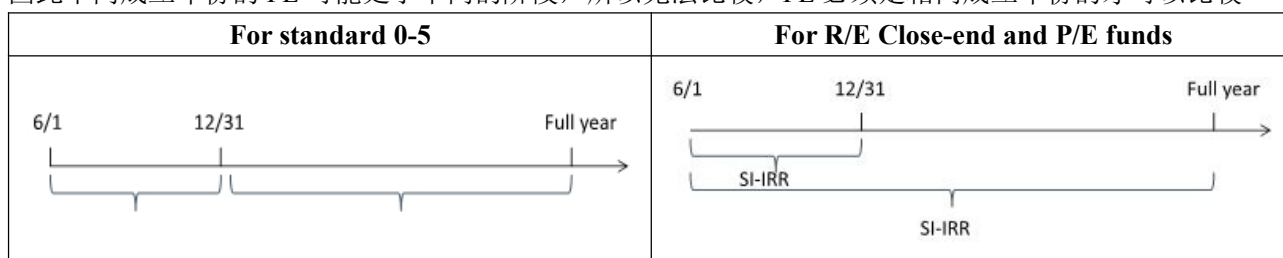 For standard 0-5
For R/E Close-end and P/E funds
6/1 12/31 Full year
6/1 12/31 Full year
SI-IRR
SI-IRR